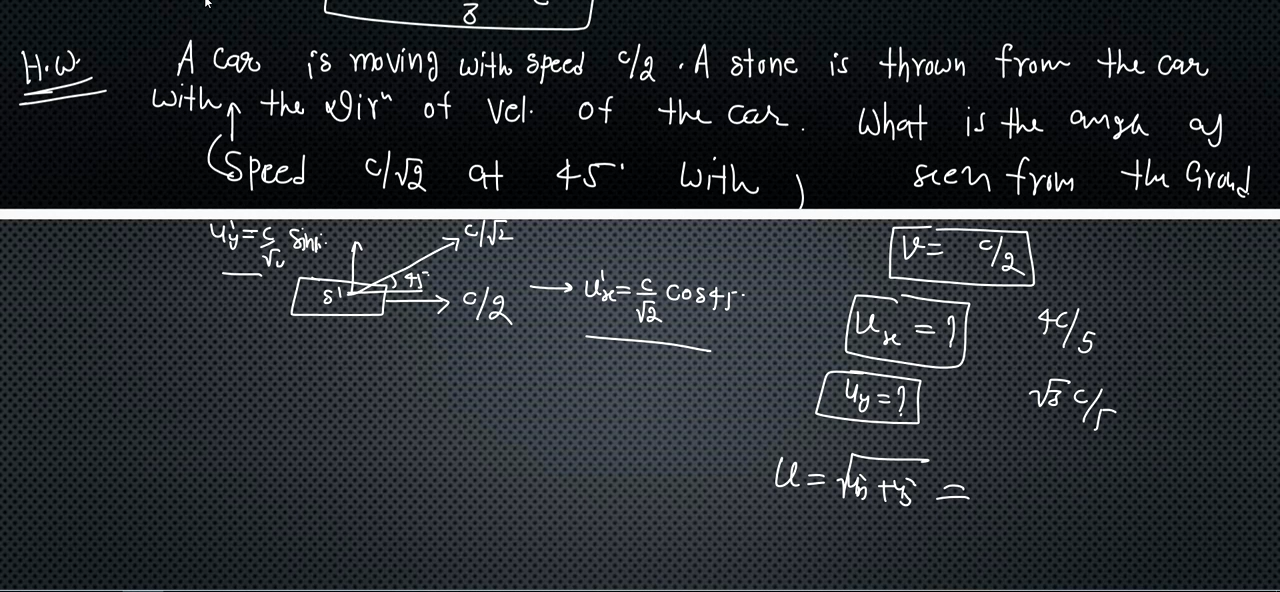 8
H.W. A car is moving with speed c/2 . A stone is thrown from the car
with the dirⁿ of vel. of the car. What is the angle of
(speed c/√2 at 45° with ) seen from the Ground
u'y = c/√2 sin
c/√2
45
S'
c/2
→ u'x = c/√2 cos45.
V = c/2
ux = ?
4c/5
uy = ?
√3 c/5
u = √ + =